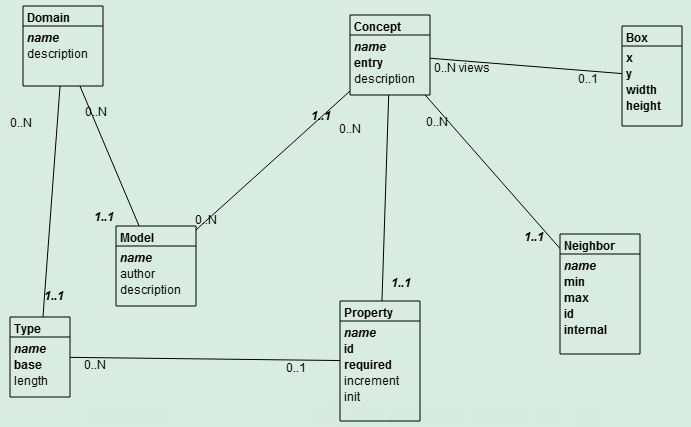 Domain
name
description
Concept
name
entry
description
Box
x
y
width
height
0..N views
0..1
0..N
0..N
1..1
0..N
0..N
1..1
0..N
Model
name
author
description
1..1
Neighbor
name
min
max
id
internal
1..1
1..1
Type
name
base
length
Property
name
id
required
increment
init
0..N
0..1